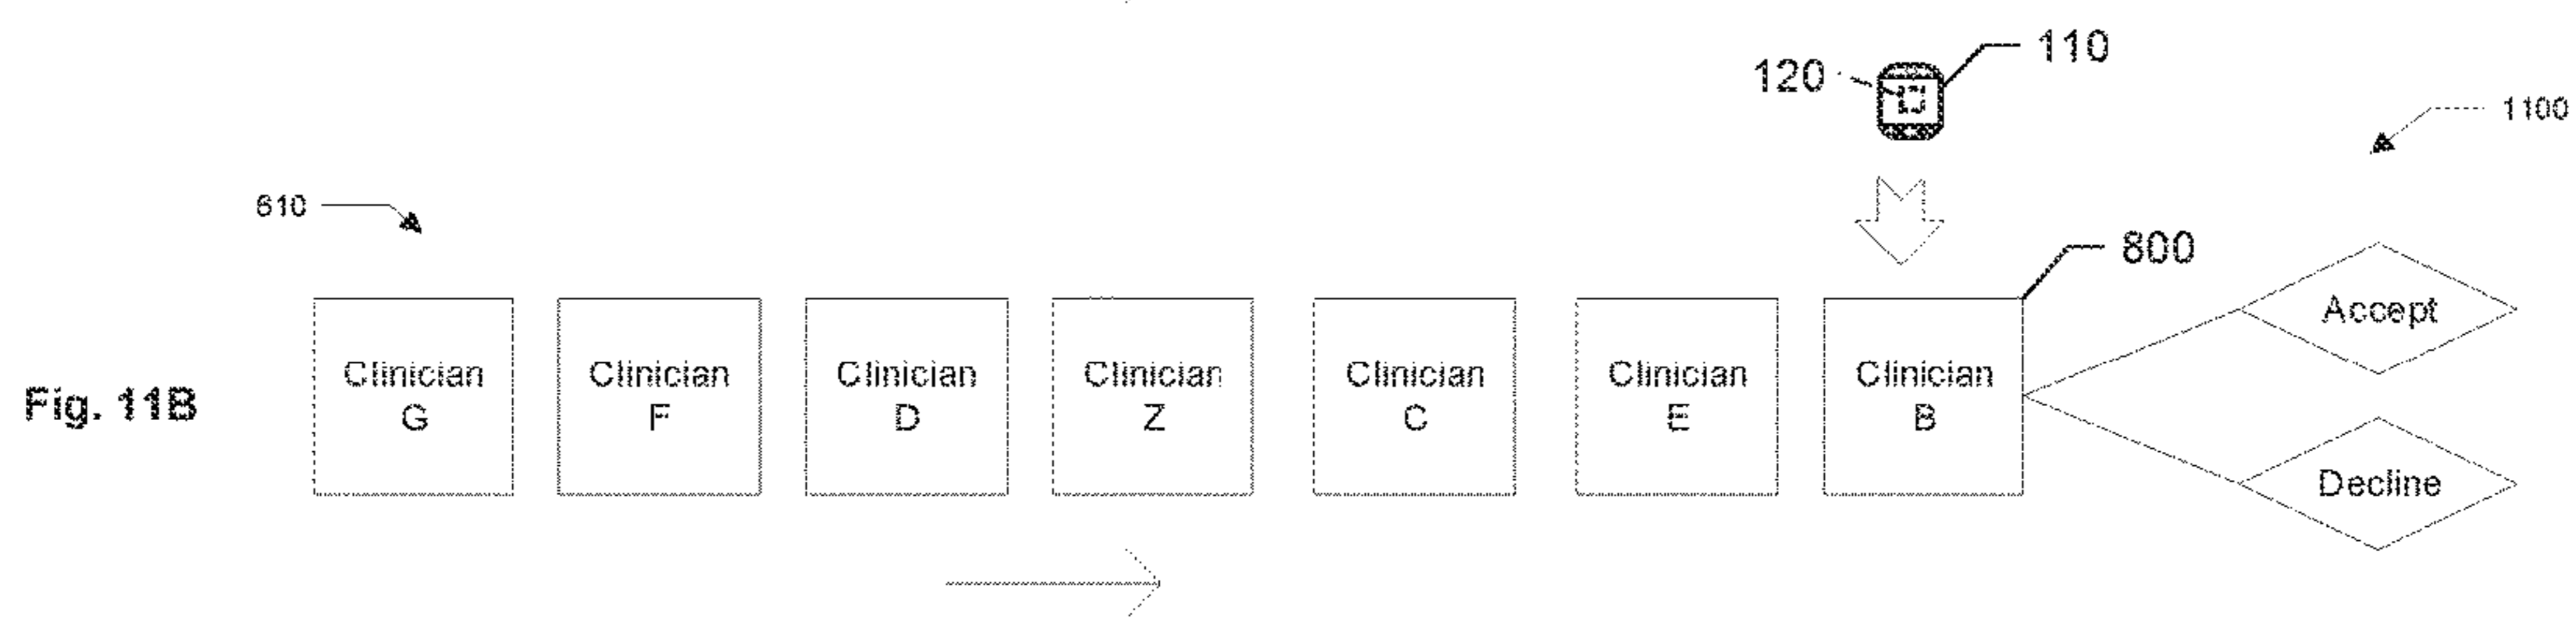 110
120
1100
610
800
Accept
Clinician
G
Clinician
F
Clinician
D
Clinician
Z
Clinician
C
Clinician
E
Clinician
B
Fig. 11B
Decline